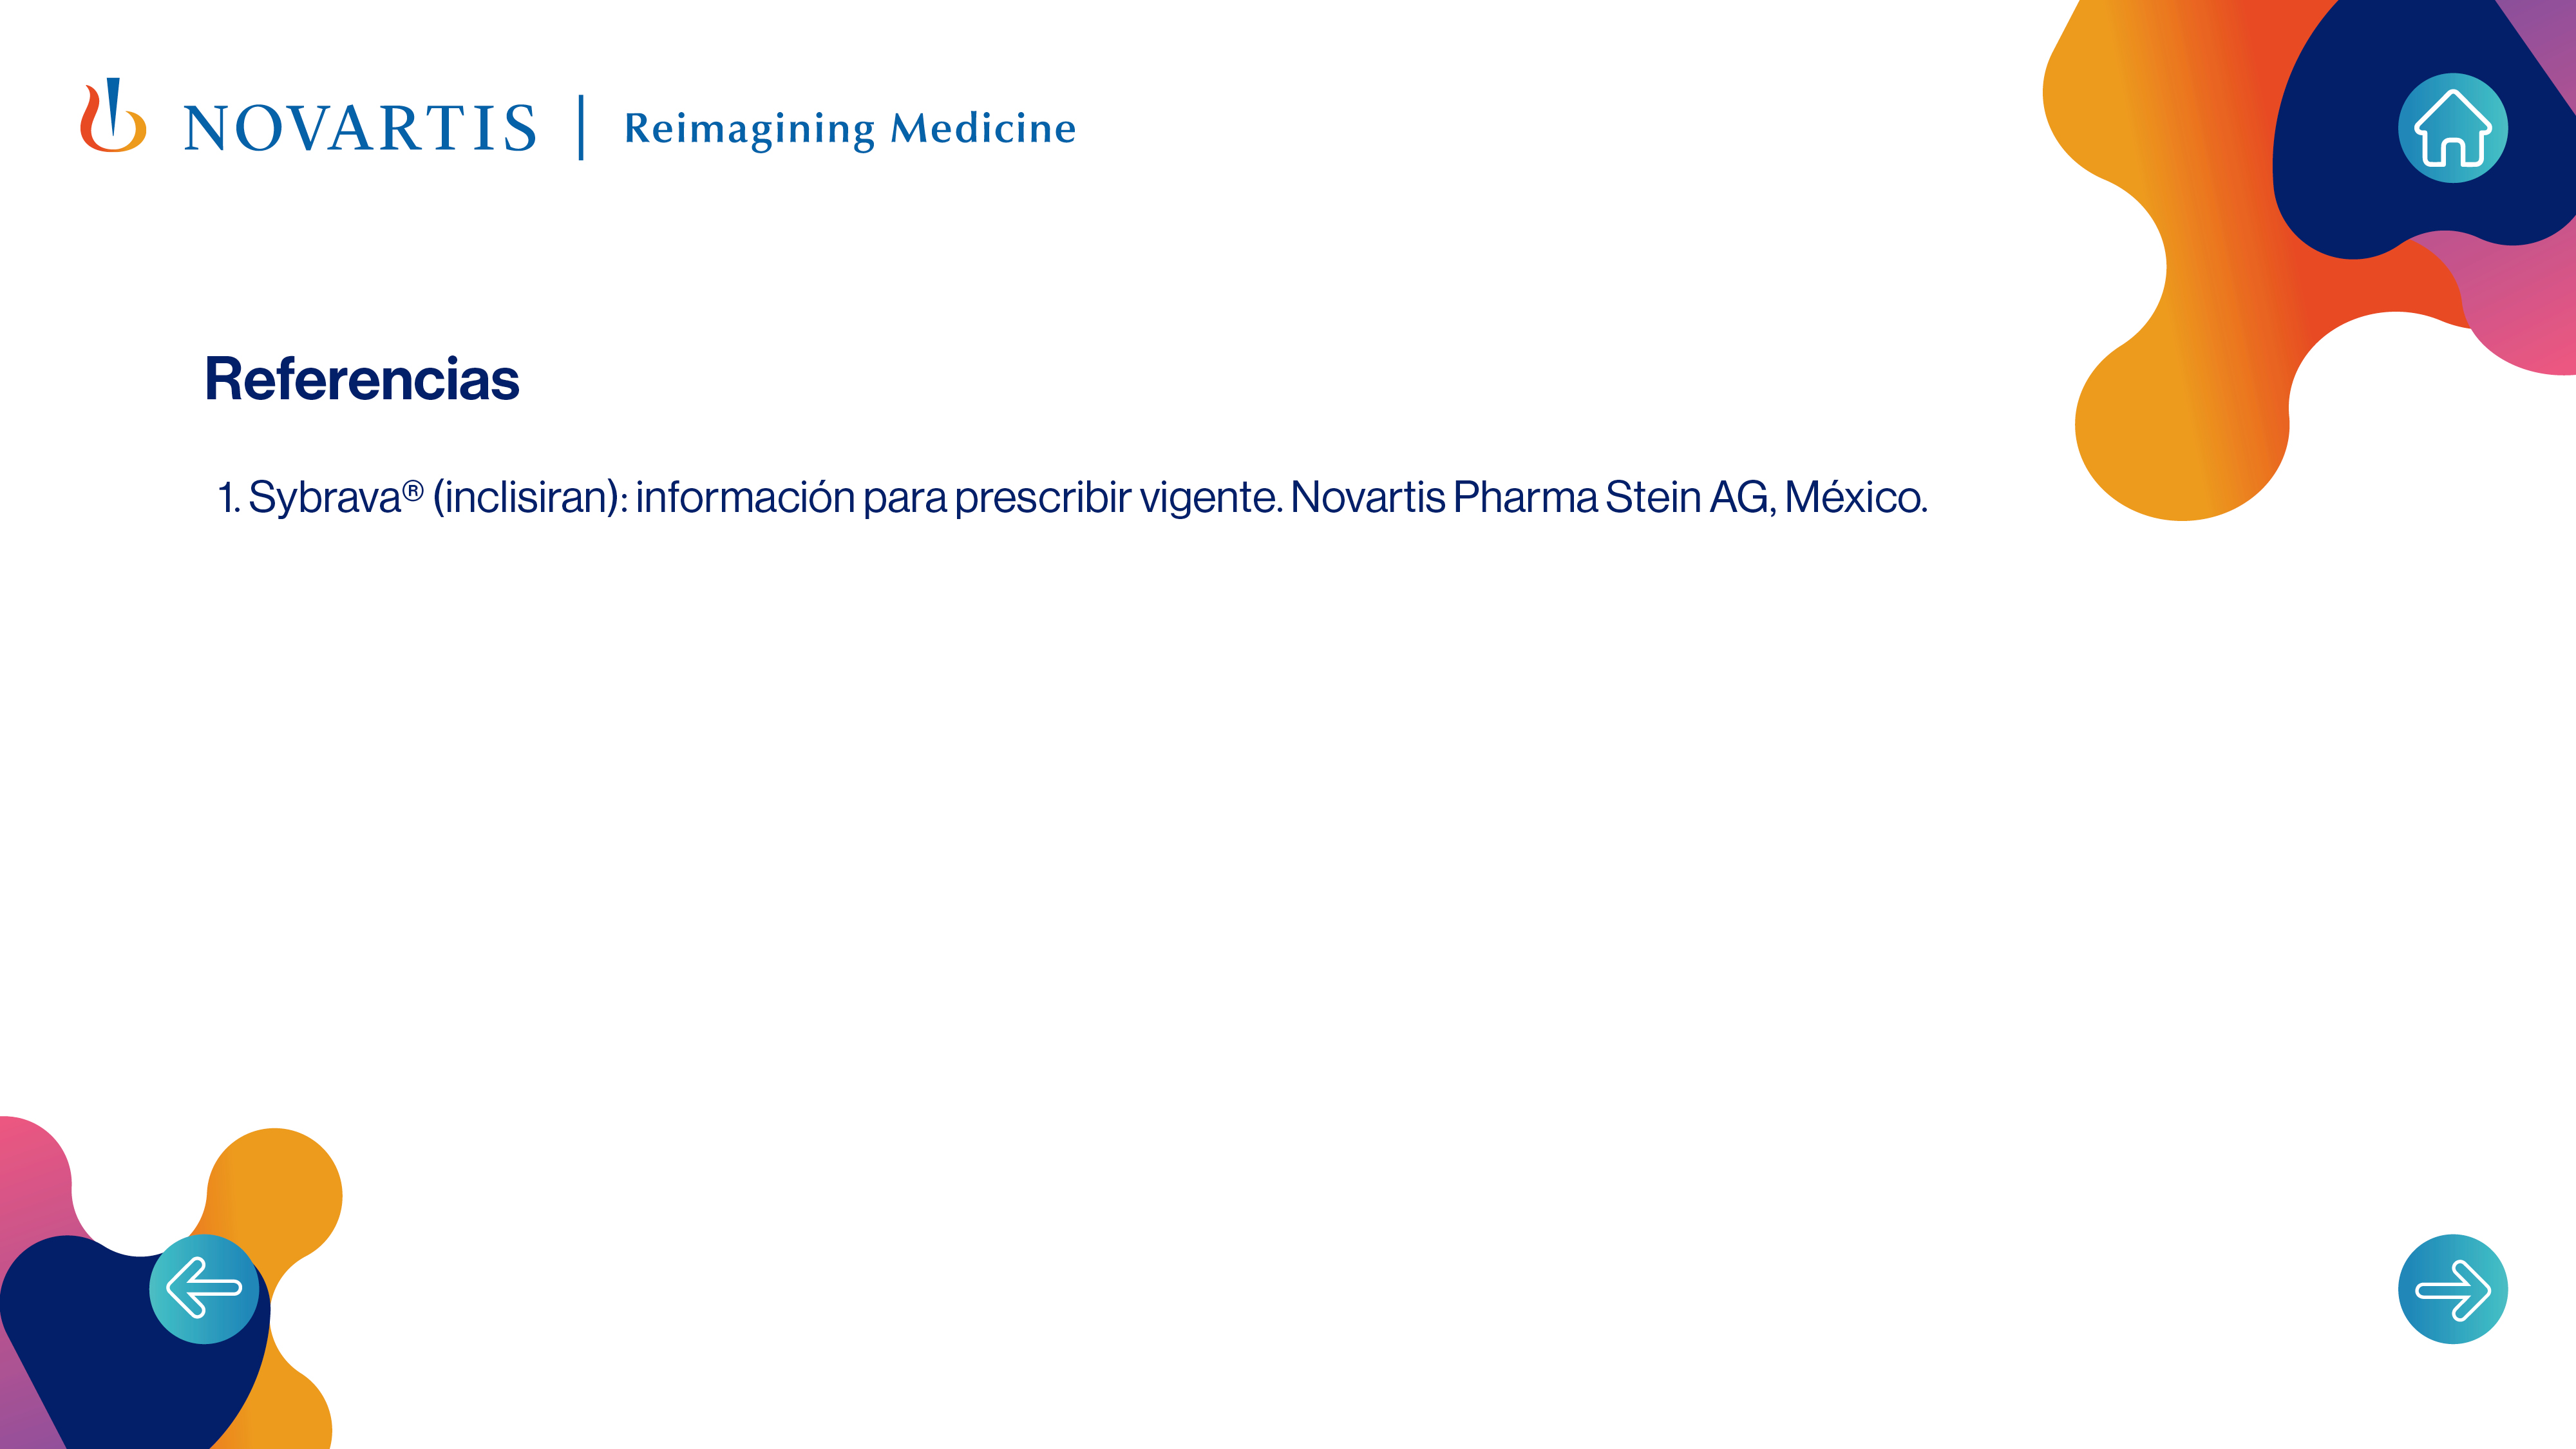 NOVARTIS | Reimagining Medicine
Referencias
1. Sybrava® (inclisiran): información para prescribir vigente. Novartis Pharma Stein AG, México.